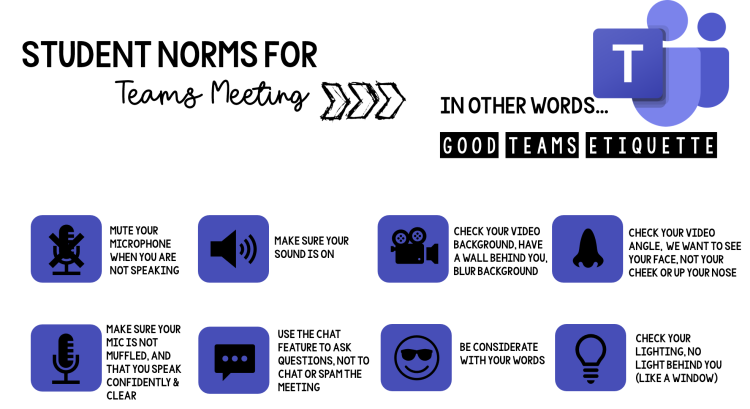 STUDENT NORMS FOR
Teams Meeting
T
IN OTHER WORDS...
GOOD TEAMS ETIQUETTE
MUTE YOUR
MICROPHONE
WHEN YOU ARE
NOT SPEAKING
MAKE SURE YOUR
SOUND IS ON
CHECK YOUR VIDEO
BACKGROUND, HAVE
A WALL BEHIND YOU,
BLUR BACKGROUND
CHECK YOUR VIDEO
ANGLE, WE WANT TO SEE
YOUR FACE, NOT YOUR
CHEEK OR UP YOUR NOSE
MAKE SURE YOUR
MIC IS NOT
MUFFLED, AND
THAT YOU SPEAK
CONFIDENTLY &
CLEAR
USE THE CHAT
FEATURE TO ASK
QUESTIONS, NOT TO
CHAT OR SPAM THE
MEETING
BE CONSIDERATE
WITH YOUR WORDS
CHECK YOUR
LIGHTING, NO
LIGHT BEHIND YOU
(LIKE A WINDOW)